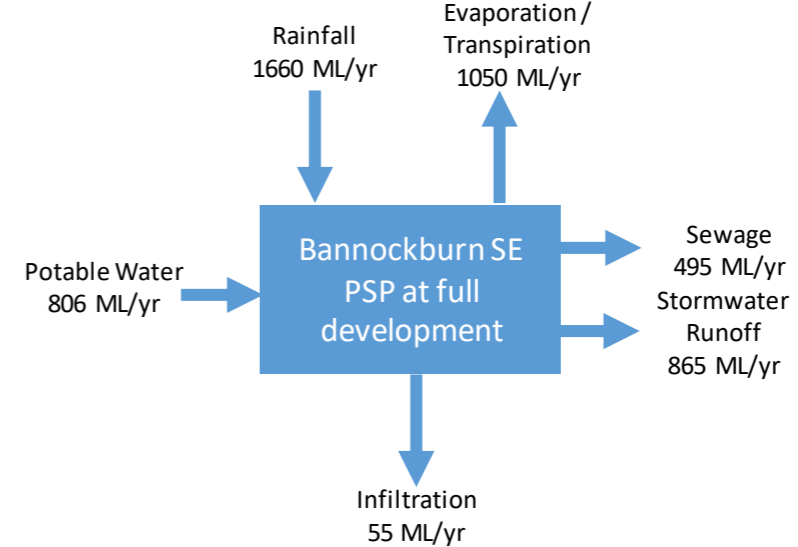 Rainfall
1660 ML/yr
Evaporation /
Transpiration
1050 ML/yr
Potable Water
806 ML/yr
Bannockburn SE
PSP at full
development
Sewage
495 ML/yr
Stormwater
Runoff
865 ML/yr
Infiltration
55 ML/yr